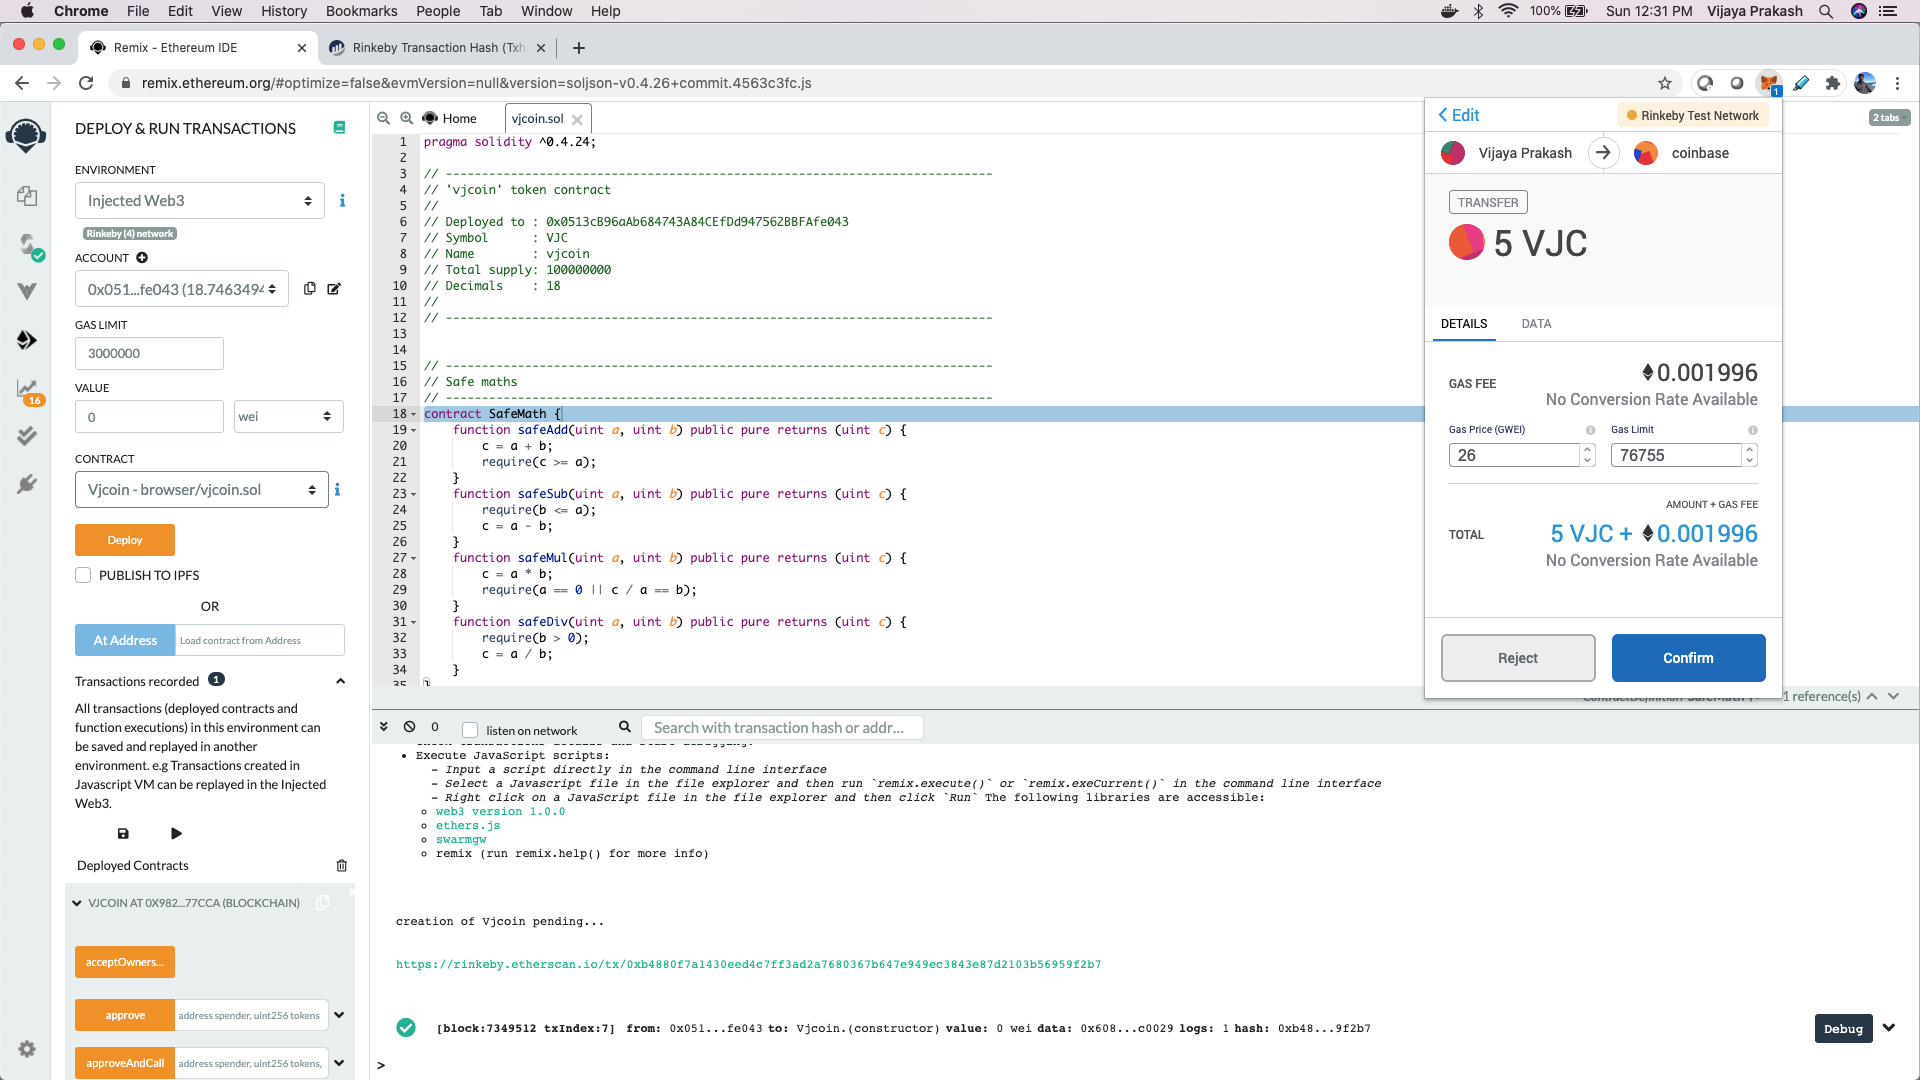 Chrome File Edit View History Bookmarks People Tab Window Help 100% Sun 12:31 PM Vijaya Prakash
Remix - Ethereum IDE
Rinkeby Transaction Hash (Txh
remix.ethereum.org/#optimize=false&evmVersion=null&version=soljson-v0.4.26+commit.4563c3fc.js
1
DEPLOY & RUN TRANSACTIONS
ENVIRONMENT
Injected Web3
i
Rinkeby (4) network
ACCOUNT
0x051...fe043 (18.7463494
GAS LIMIT
3000000
VALUE
0
wei
16
CONTRACT
Vjcoin - browser/vjcoin.sol
i
Deploy
PUBLISH TO IPFS
OR
At Address
Load contract from Address
Transactions recorded 1
All transactions (deployed contracts and
function executions) in this environment can
be saved and replayed in another
environment. e.g Transactions created in
Javascript VM can be replayed in the Injected
Web3.
Deployed Contracts
VJCOIN AT 0X982...77CCA (BLOCKCHAIN)
acceptOwners...
approve
address spender, uint256 tokens
approveAndCall
address spender, uint256 tokens,
Home
vjcoin.sol
2 tabs
1 pragma solidity ^0.4.24;
2
3 // ----------------------------------------------------------------------------
4 // 'vjcoin' token contract
5 //
6 // Deployed to : 0x0513cB96aAb684743A84CEfDd947562BBFAfe043
7 // Symbol      : VJC
8 // Name        : vjcoin
9 // Total supply: 100000000
10 // Decimals    : 18
11 //
12 // ----------------------------------------------------------------------------
13
14
15 // ----------------------------------------------------------------------------
16 // Safe maths
17 // ----------------------------------------------------------------------------
18 contract SafeMath {
19     function safeAdd(uint a, uint b) public pure returns (uint c) {
20         c = a + b;
21         require(c >= a);
22     }
23     function safeSub(uint a, uint b) public pure returns (uint c) {
24         require(b <= a);
25         c = a - b;
26     }
27     function safeMul(uint a, uint b) public pure returns (uint c) {
28         c = a * b;
29         require(a == 0 || c / a == b);
30     }
31     function safeDiv(uint a, uint b) public pure returns (uint c) {
32         require(b > 0);
33         c = a / b;
34     }
35 }
1 reference(s)
0
listen on network
Search with transaction hash or addr...
Execute JavaScript scripts:
- Input a script directly in the command line interface
- Select a Javascript file in the file explorer and then run `remix.execute()` or `remix.exeCurrent()` in the command line interface
- Right click on a JavaScript file in the file explorer and then click `Run` The following libraries are accessible:
web3 version 1.0.0
ethers.js
swarmgw
remix (run remix.help() for more info)
creation of Vjcoin pending...
https://rinkeby.etherscan.io/tx/0xb4880f7a1430eed4c7ff3ad2a7680367b647e949ec3843e87d2103b56959f2b7
[block:7349512 txIndex:7] from: 0x051...fe043 to: Vjcoin.(constructor) value: 0 wei data: 0x608...c0029 logs: 1 hash: 0xb48...9f2b7
Debug
>
Edit
Rinkeby Test Network
Vijaya Prakash
coinbase
TRANSFER
5 VJC
DETAILS
DATA
GAS FEE
0.001996
No Conversion Rate Available
Gas Price (GWEI)
Gas Limit
26
76755
AMOUNT + GAS FEE
TOTAL
5 VJC + 0.001996
No Conversion Rate Available
Reject
Confirm